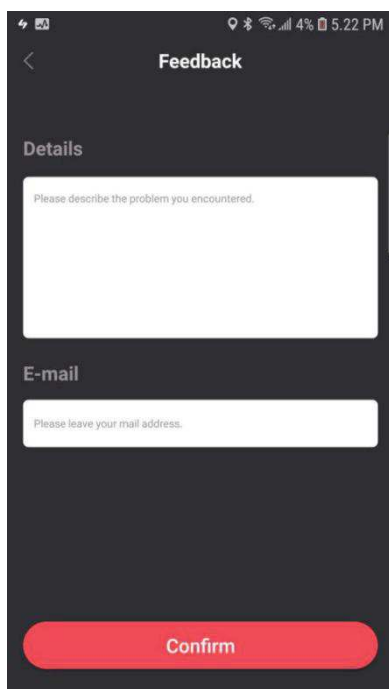 4% 5.22 PM
Feedback
Details
Please describe the problem you encountered.
E-mail
Please leave your mail address.
Confirm